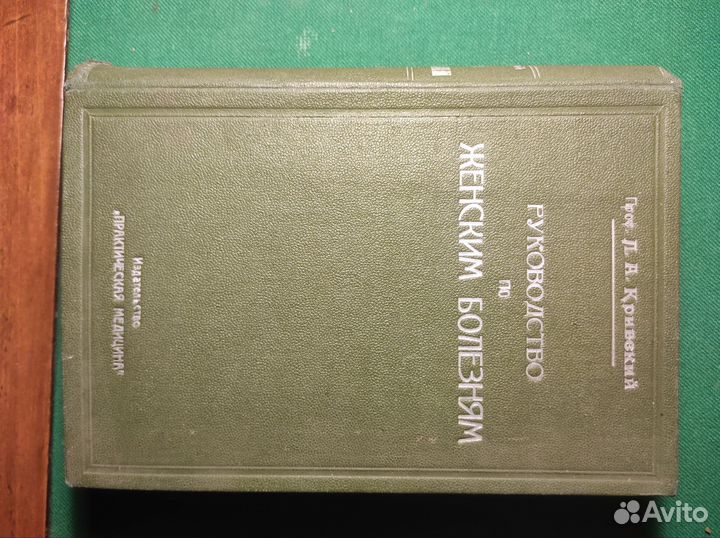 Проф. Л. А. Кривский
РУКОВОДСТВО
ПО
ЖЕНСКИМ БОЛЕЗНЯМ
Издательство
„ПРАКТИЧЕСКАЯ МЕДИЦИНА"
Avito